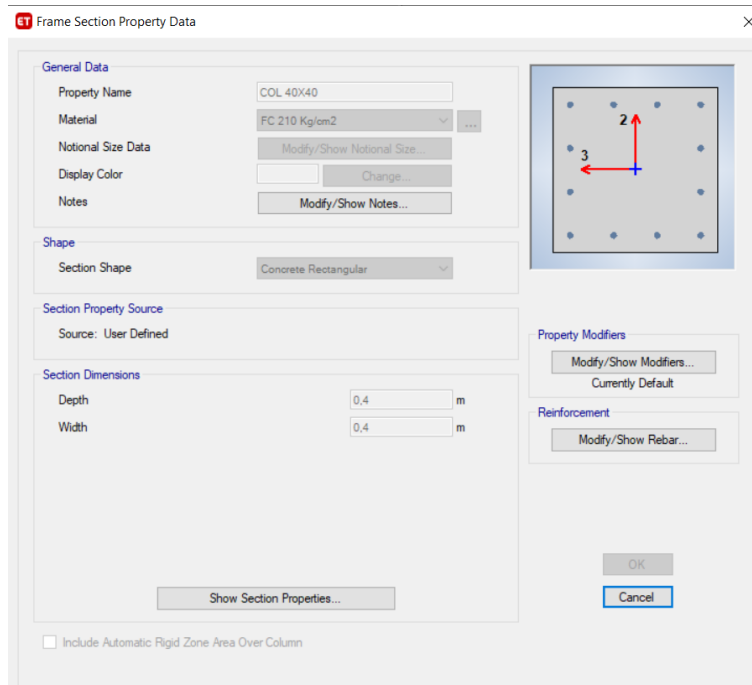 ET Frame Section Property Data
General Data
Property Name COL 40X40
Material FC 210 Kg/cm2 ...
Notional Size Data Modify/Show Notional Size...
Display Color Change...
Notes Modify/Show Notes...
Shape
Section Shape Concrete Rectangular
Section Property Source
Source: User Defined
Section Dimensions
Depth 0,4 m
Width 0,4 m
Show Section Properties...
Include Automatic Rigid Zone Area Over Column
2
3
Property Modifiers
Modify/Show Modifiers...
Currently Default
Reinforcement
Modify/Show Rebar...
OK
Cancel